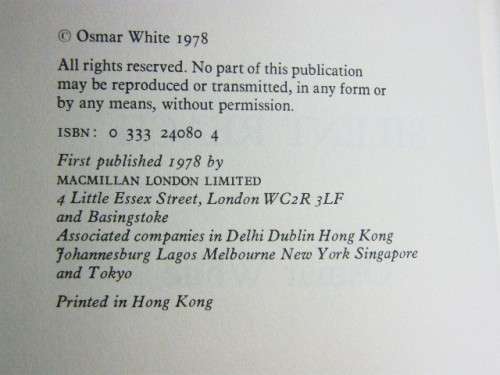 © Osmar White 1978
All rights reserved. No part of this publication
may be reproduced or transmitted, in any form or
by any means, without permission.
ISBN: 0 333 24080 4
First published 1978 by
MACMILLAN LONDON LIMITED
4 Little Essex Street, London WC2R 3LF
and Basingstoke
Associated companies in Delhi Dublin Hong Kong
Johannesburg Lagos Melbourne New York Singapore
and Tokyo
Printed in Hong Kong